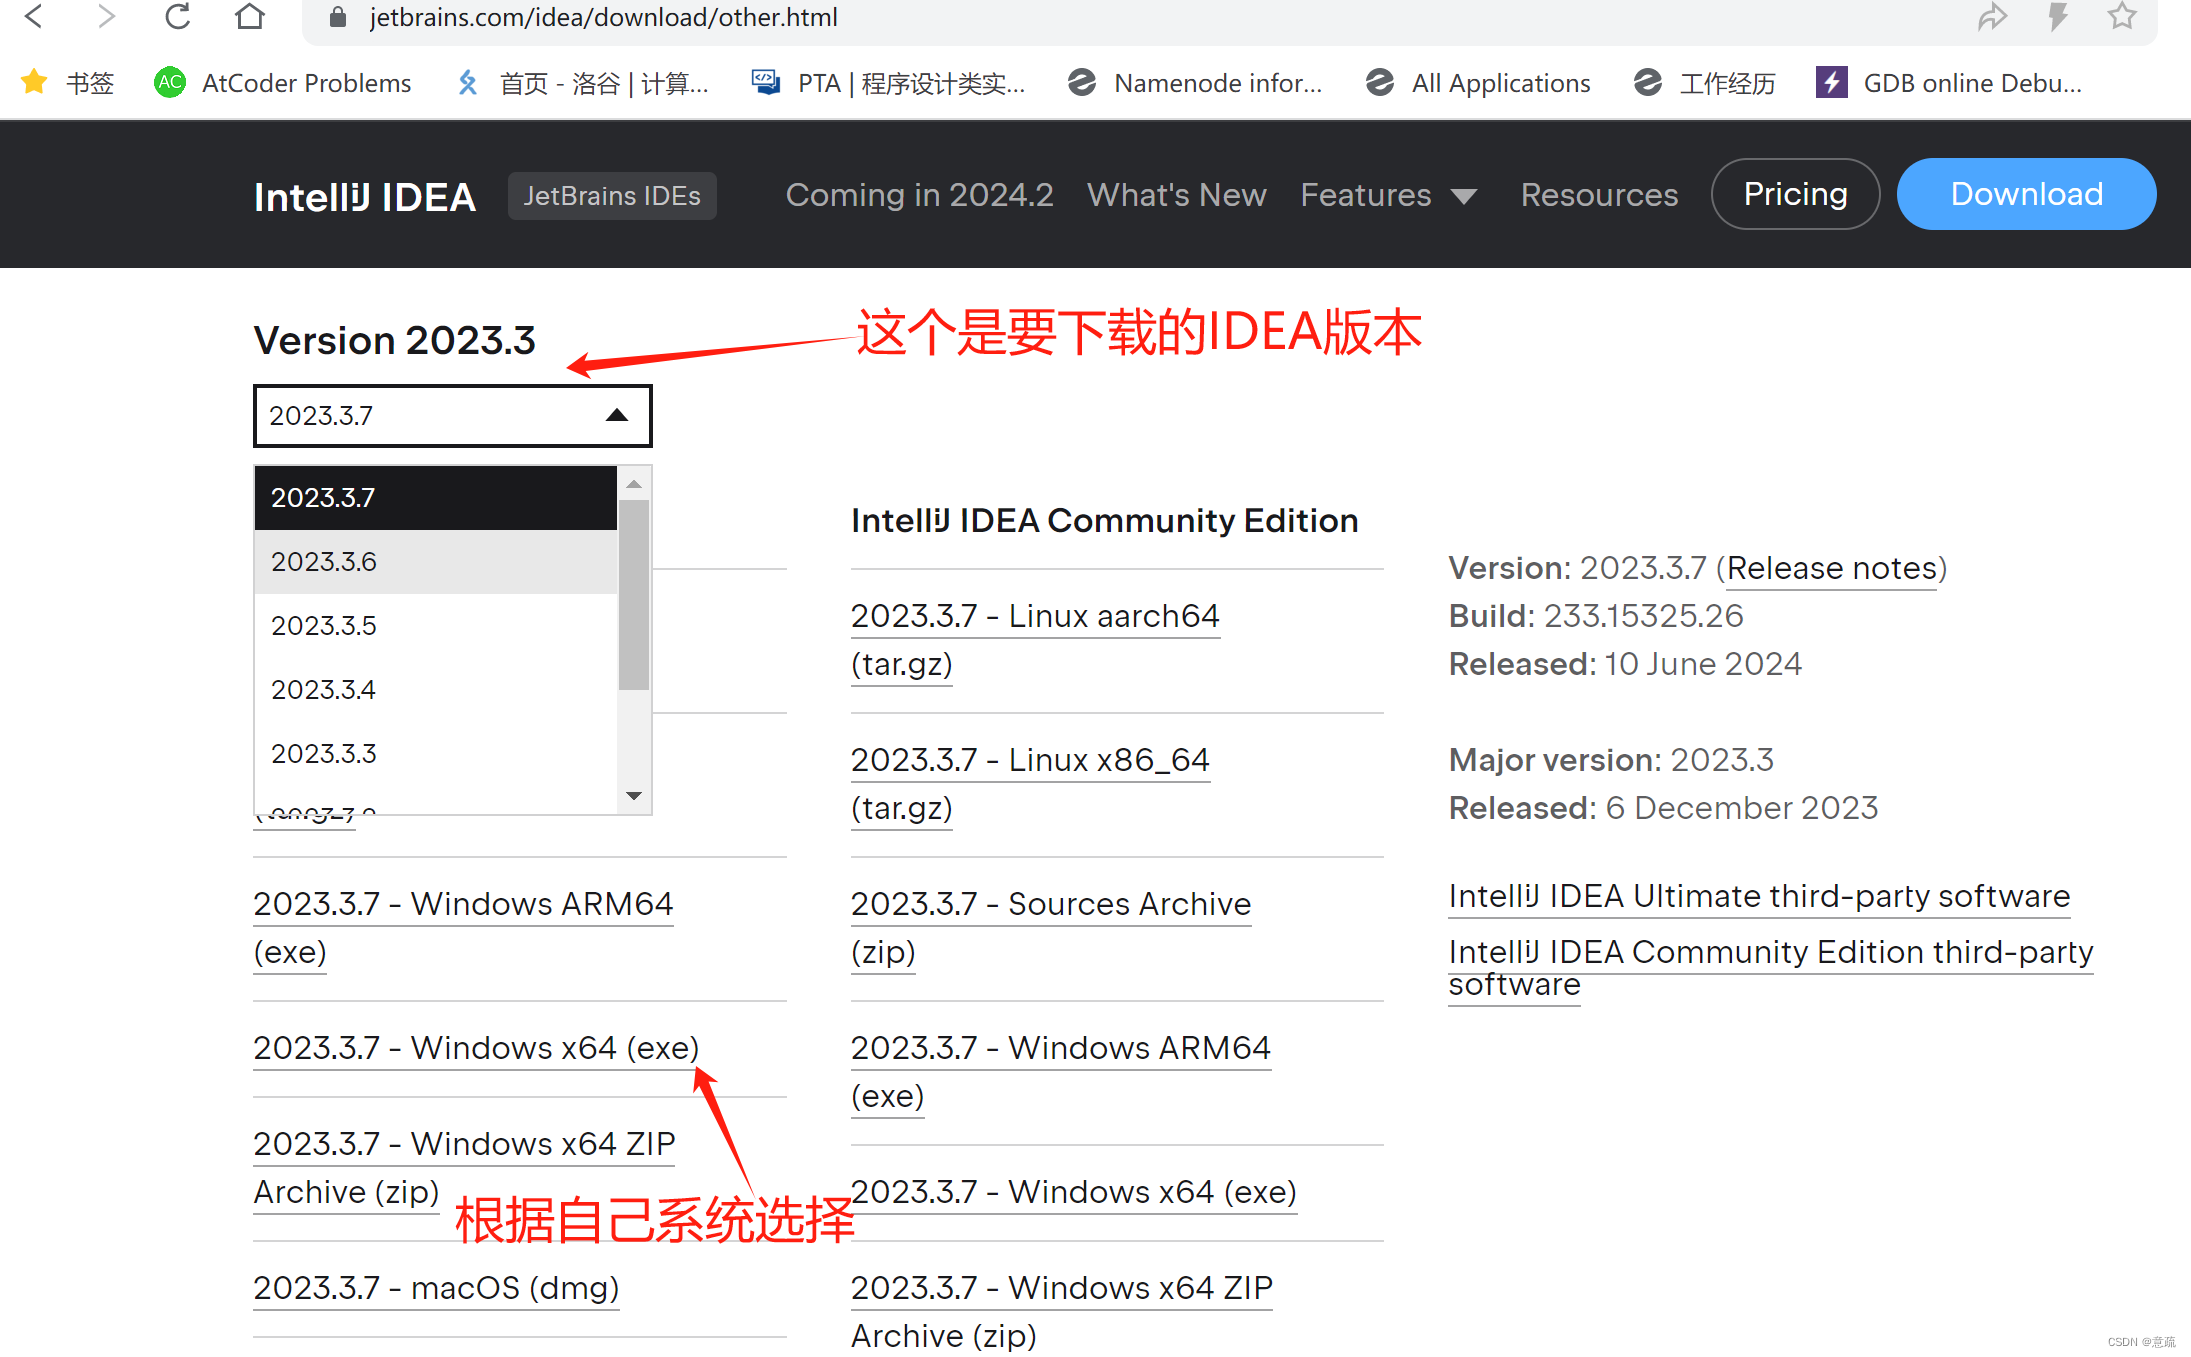 jetbrains.com/idea/download/other.html
书签
AtCoder Problems
首页 - 洛谷 | 计算...
PTA | 程序设计类实...
Namenode infor...
All Applications
工作经历
GDB online Debu...
IntelliJ IDEA
JetBrains IDEs
Coming in 2024.2
What's New
Features
Resources
Pricing
Download
Version 2023.3
这个是要下载的IDEA版本
2023.3.7
2023.3.7
2023.3.6
2023.3.5
2023.3.4
2023.3.3
(tar.gz)
2023.3.7 - Windows ARM64
(exe)
2023.3.7 - Windows x64 (exe)
2023.3.7 - Windows x64 ZIP
Archive (zip)
根据自己系统选择
2023.3.7 - macOS (dmg)
IntelliJ IDEA Community Edition
2023.3.7 - Linux aarch64
(tar.gz)
2023.3.7 - Linux x86_64
(tar.gz)
2023.3.7 - Sources Archive
(zip)
2023.3.7 - Windows ARM64
(exe)
2023.3.7 - Windows x64 (exe)
2023.3.7 - Windows x64 ZIP
Archive (zip)
Version: 2023.3.7 (Release notes)
Build: 233.15325.26
Released: 10 June 2024
Major version: 2023.3
Released: 6 December 2023
IntelliJ IDEA Ultimate third-party software
IntelliJ IDEA Community Edition third-party
software
CSDN @意疏